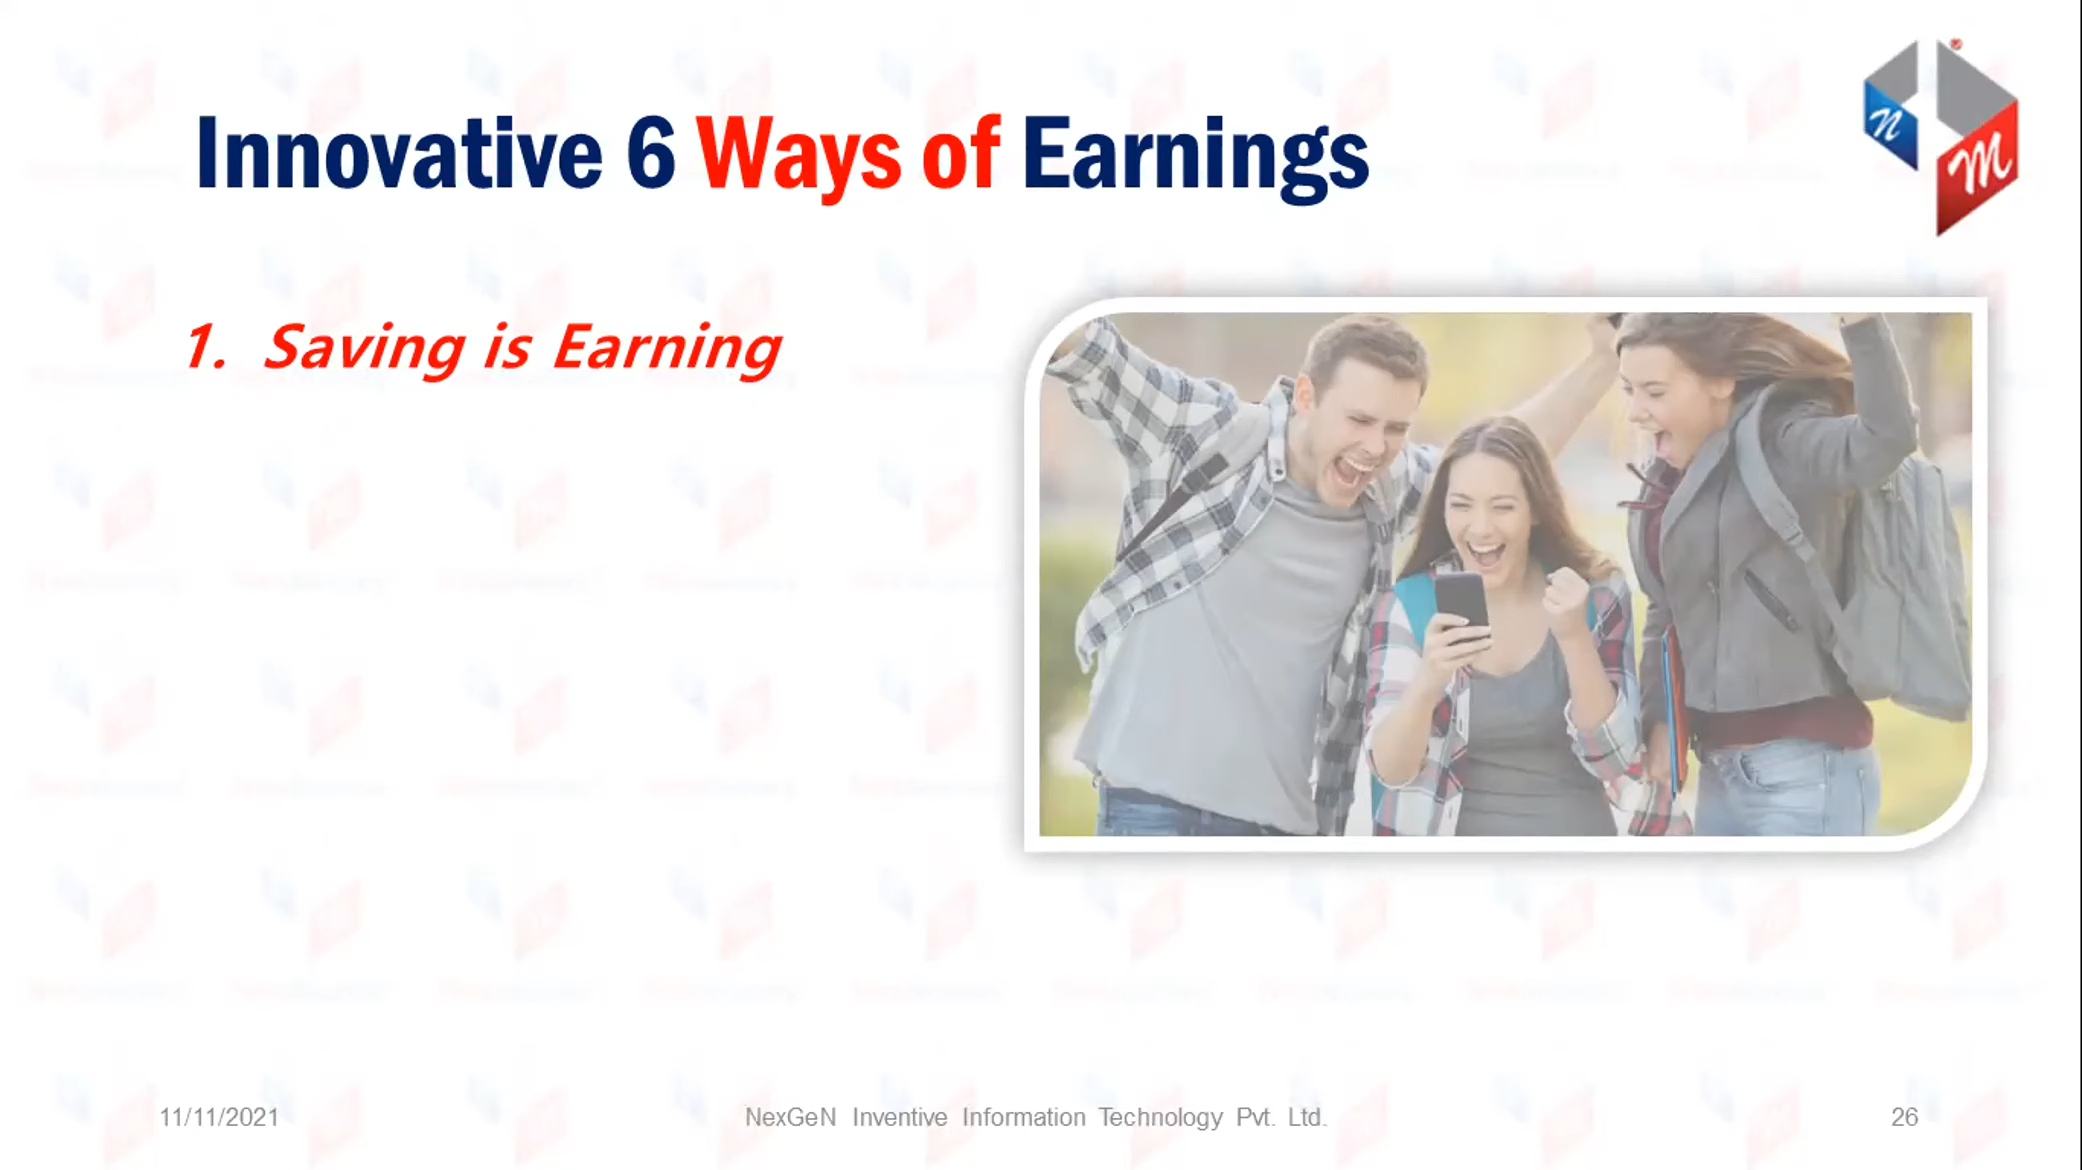 Innovative 6 Ways of Earnings
n
M
1. Saving is Earning
11/11/2021
NexGeN Inventive Information Technology Pvt. Ltd.
26